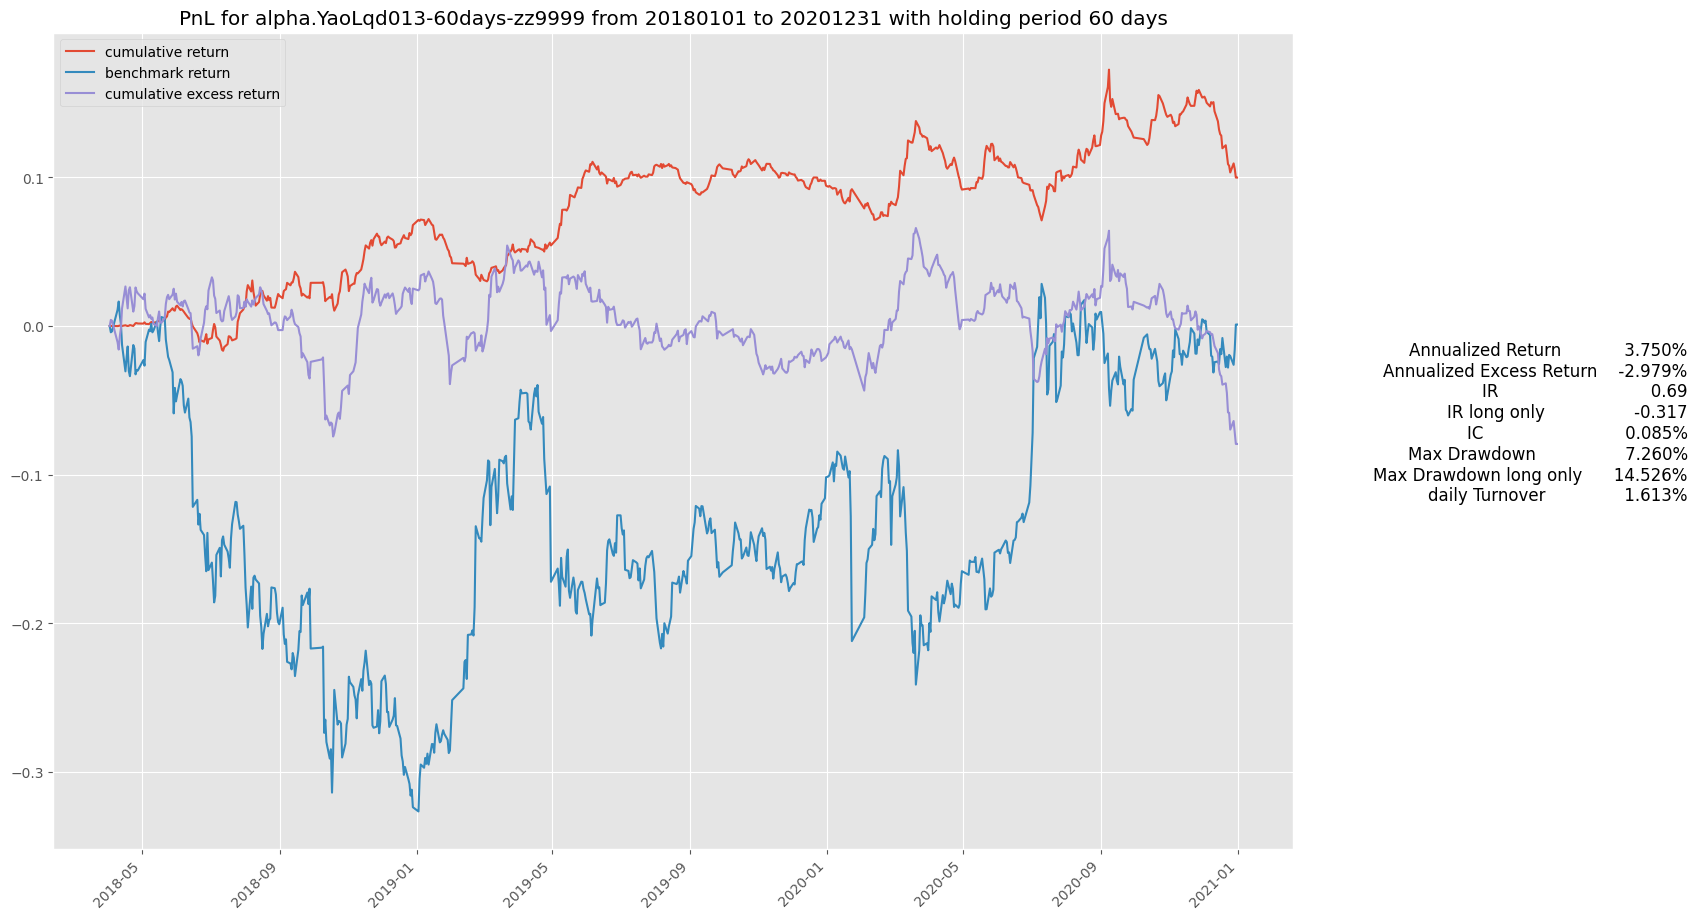 PnL for alpha.YaoLqd013-60days-zz9999 from 20180101 to 20201231 with holding period 60 days
cumulative return
benchmark return
cumulative excess return
0.1
0.0
−0.1
−0.2
−0.3
Annualized Return 3.750%
Annualized Excess Return -2.979%
IR 0.69
IR long only -0.317
IC 0.085%
Max Drawdown 7.260%
Max Drawdown long only 14.526%
daily Turnover 1.613%
2018-05
2018-09
2019-01
2019-05
2019-09
2020-01
2020-05
2020-09
2021-01